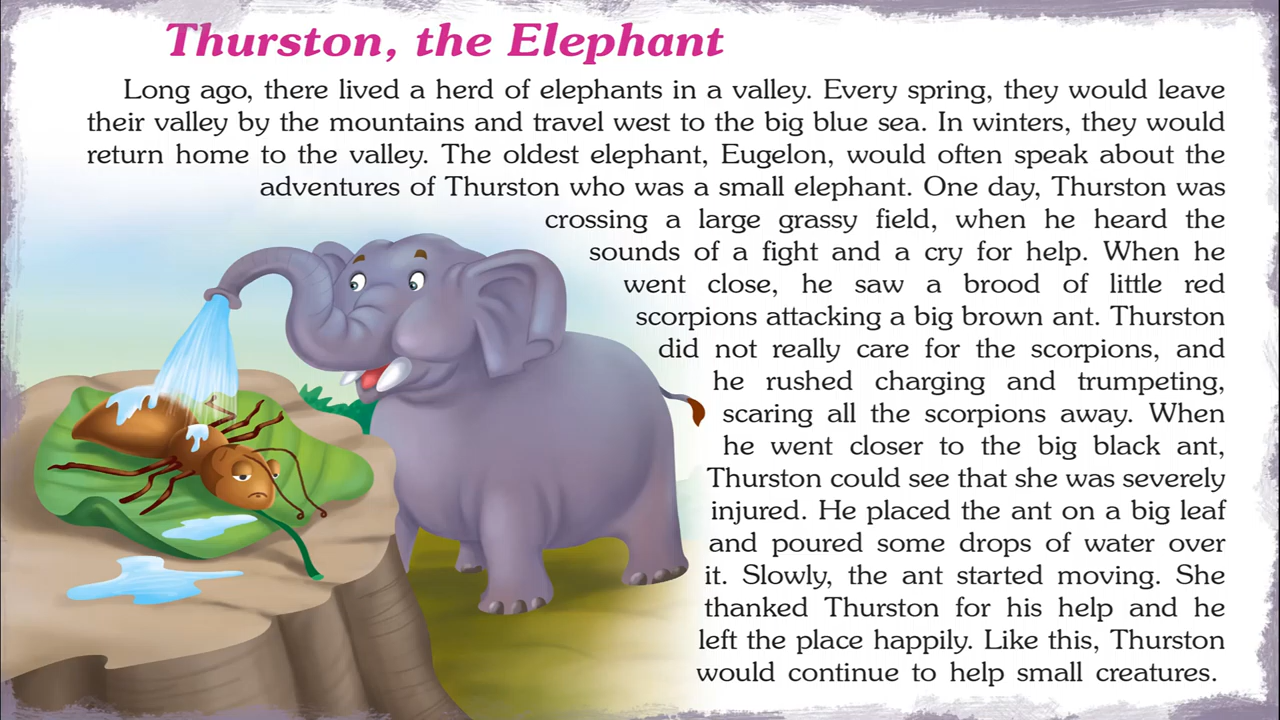 Thurston, the Elephant
Long ago, there lived a herd of elephants in a valley. Every spring, they would leave
their valley by the mountains and travel west to the big blue sea. In winters, they would
return home to the valley. The oldest elephant, Eugelon, would often speak about the
adventures of Thurston who was a small elephant. One day, Thurston was
crossing a large grassy field, when he heard the
sounds of a fight and a cry for help. When he
went close, he saw a brood of little red
scorpions attacking a big brown ant. Thurston
did not really care for the scorpions, and
he rushed charging and trumpeting,
scaring all the scorpions away. When
he went closer to the big black ant,
Thurston could see that she was severely
injured. He placed the ant on a big leaf
and poured some drops of water over
it. Slowly, the ant started moving. She
thanked Thurston for his help and he
left the place happily. Like this, Thurston
would continue to help small creatures.